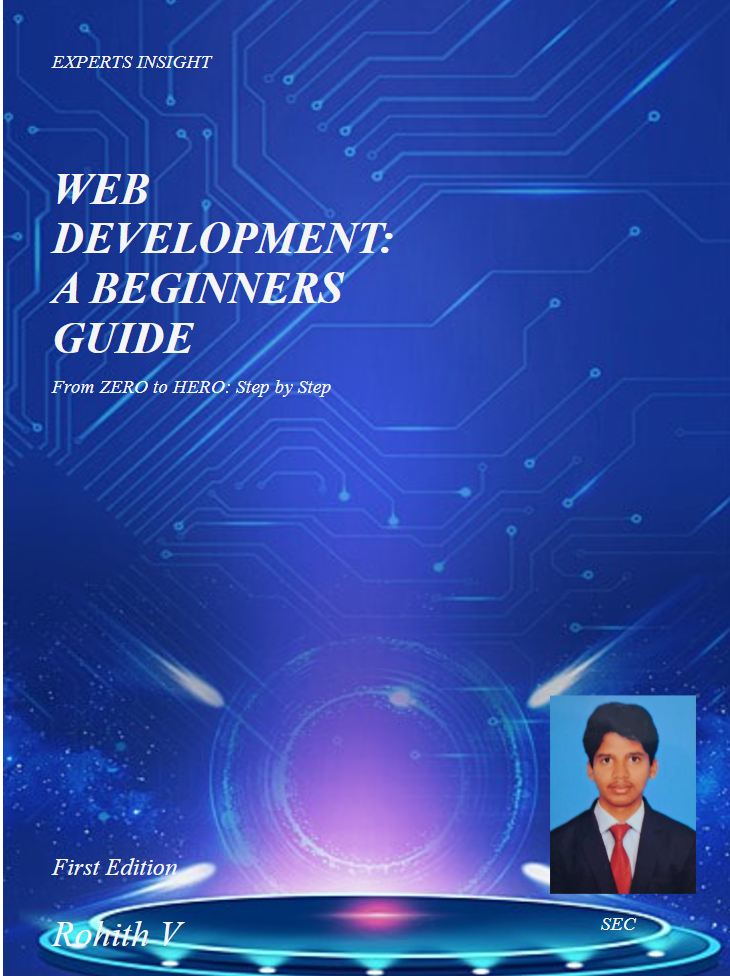 EXPERTS INSIGHT
WEB
DEVELOPMENT:
A BEGINNERS
GUIDE
From ZERO to HERO: Step by Step
First Edition
Rohith V
SEC